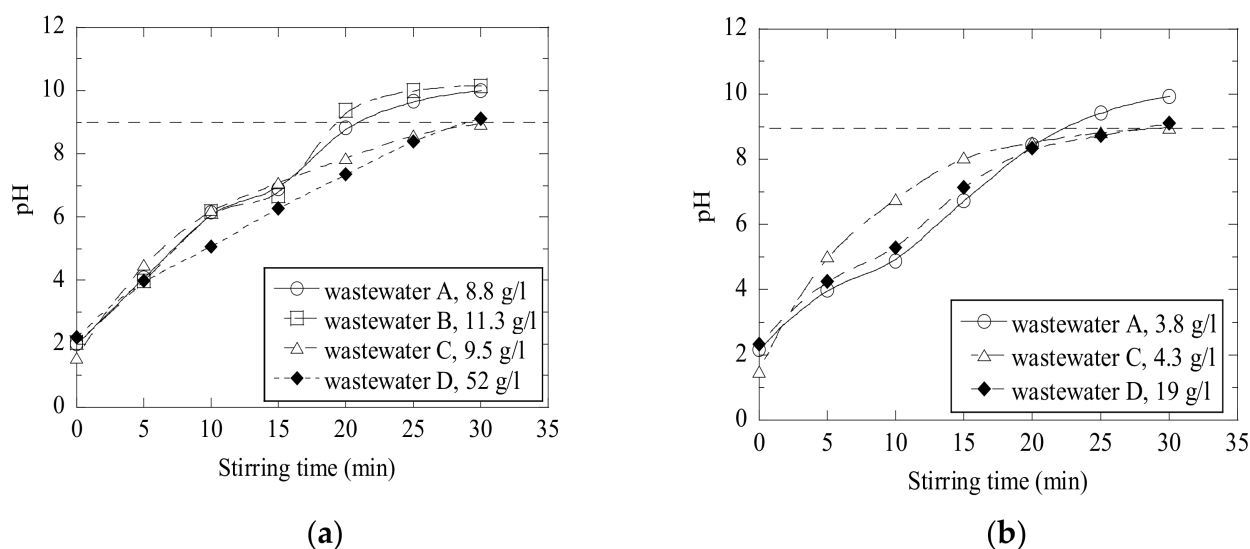 12
10
8
6
4
2
0
pH
wastewater A, 8.8 g/l
wastewater B, 11.3 g/l
wastewater C, 9.5 g/l
wastewater D, 52 g/l
0 5 10 15 20 25 30 35
Stirring time (min)
(a)
12
10
8
6
4
2
0
pH
wastewater A, 3.8 g/l
wastewater C, 4.3 g/l
wastewater D, 19 g/l
0 5 10 15 20 25 30 35
Stirring time (min)
(b)